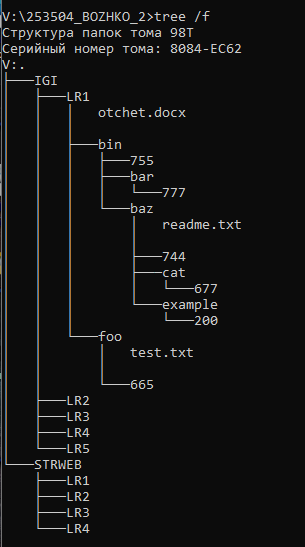 V:\253504_BOZHKO_2>tree /f
Структура папок тома 98T
Серийный номер тома: 8084-EC62
V:.
├───IGI
│   ├───LR1
│   │   │   otchet.docx
│   │   │
│   │   ├───bin
│   │   │   ├───755
│   │   │   ├───bar
│   │   │   │   └───777
│   │   │   └───baz
│   │   │       │   readme.txt
│   │   │       │
│   │   │       ├───744
│   │   │       ├───cat
│   │   │       │   └───677
│   │   │       └───example
│   │   │           └───200
│   │   └───foo
│   │       │   test.txt
│   │       │
│   │       └───665
│   ├───LR2
│   ├───LR3
│   ├───LR4
│   └───LR5
└───STRWEB
    ├───LR1
    ├───LR2
    ├───LR3
    └───LR4